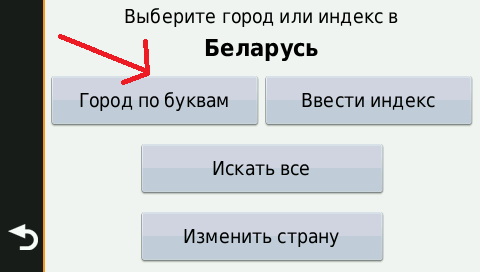 Выберите город или индекс в
Беларусь
Город по буквам
Ввести индекс
Искать все
Изменить страну